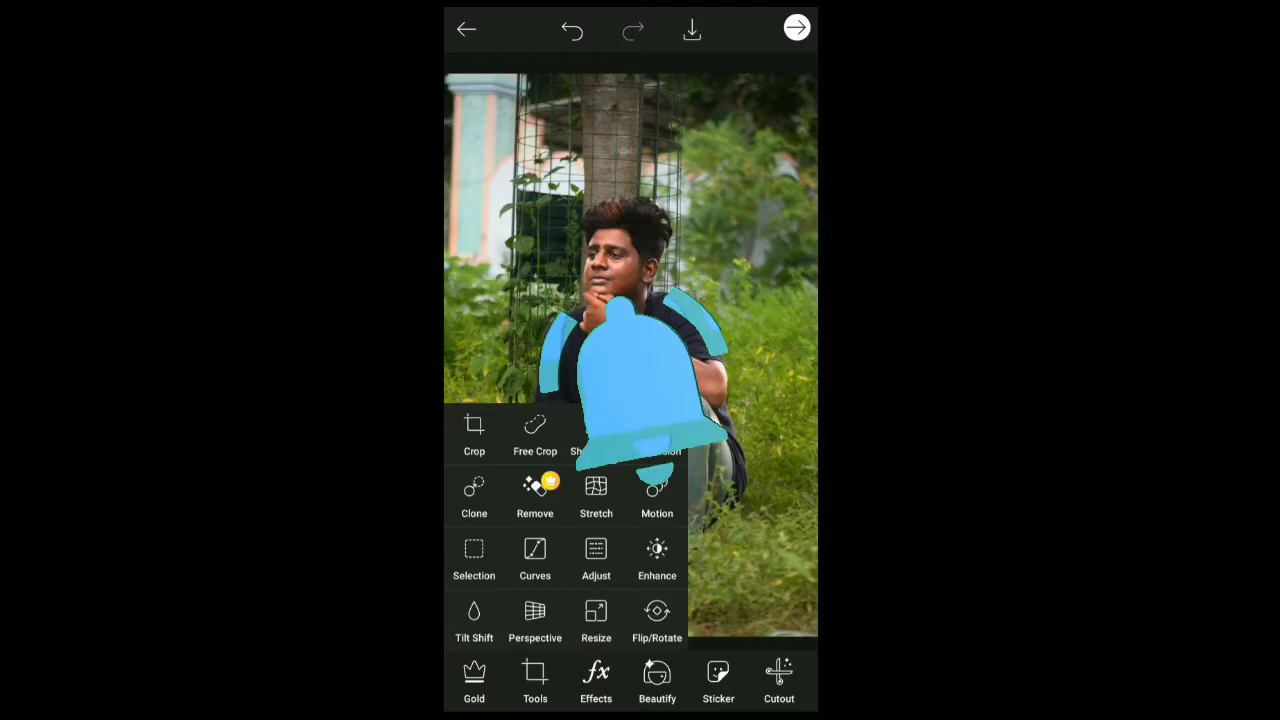 Crop Free Crop
Clone Remove Stretch Motion
Selection Curves Adjust Enhance
Tilt Shift Perspective Resize Flip/Rotate
Gold Tools Effects Beautify Sticker Cutout